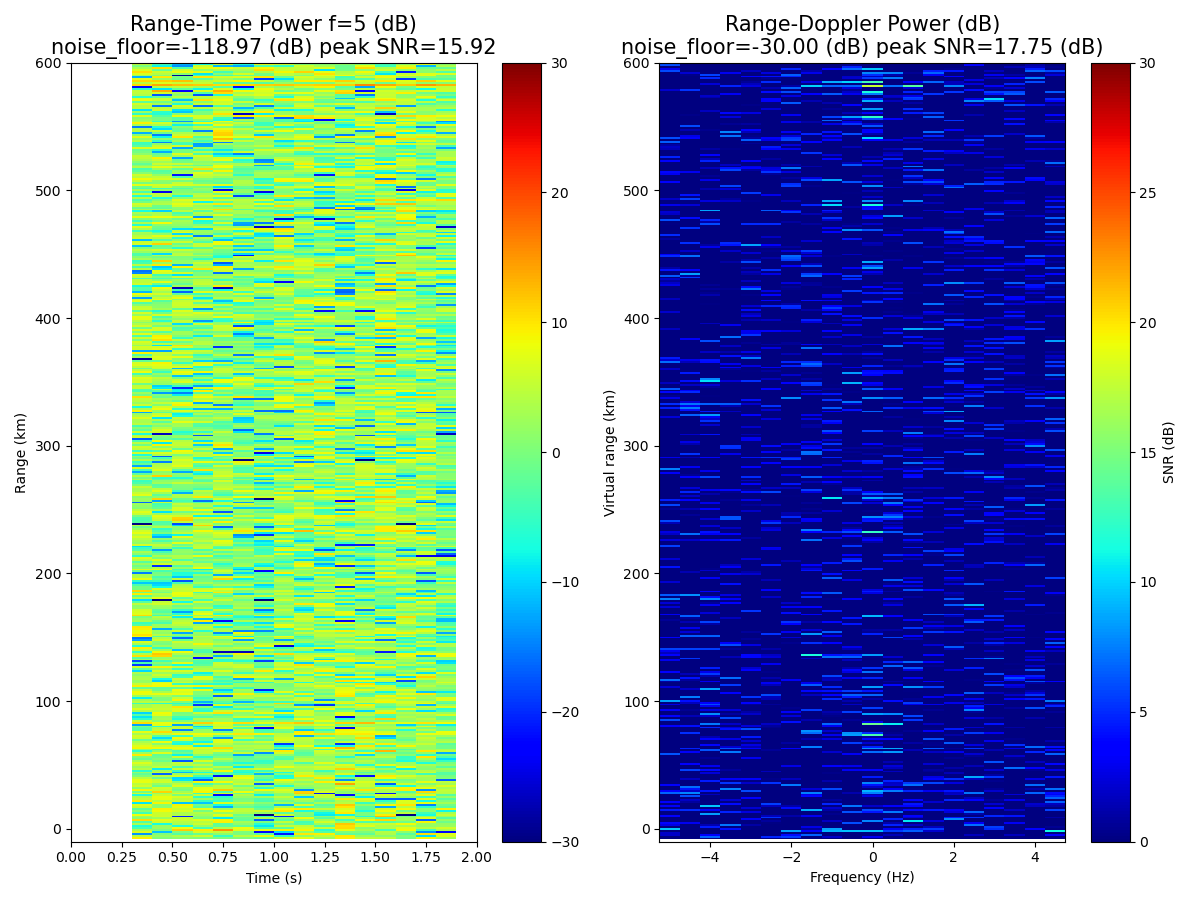 Range-Time Power f=5 (dB)
noise_floor=-118.97 (dB) peak SNR=15.92
Range-Doppler Power (dB)
noise_floor=-30.00 (dB) peak SNR=17.75 (dB)
600
500
400
300
200
100
0
Range (km)
0.00 0.25 0.50 0.75 1.00 1.25 1.50 1.75 2.00
Time (s)
30
20
10
0
−10
−20
−30
600
500
400
300
200
100
0
Virtual range (km)
−4 −2 0 2 4
Frequency (Hz)
30
25
20
15
10
5
0
SNR (dB)